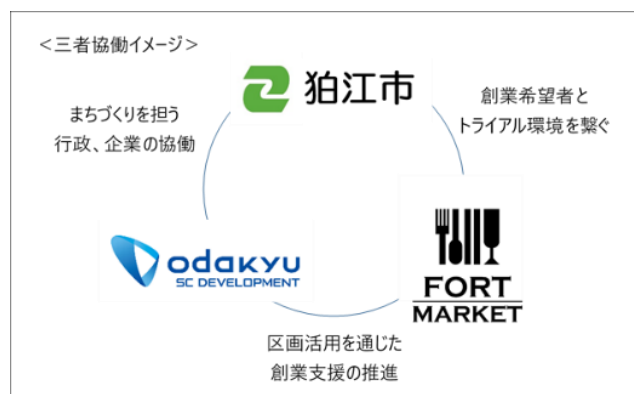 ＜三者協働イメージ＞
狛江市
まちづくりを担う
行政、企業の協働
創業希望者と
トライアル環境を繋ぐ
odakyu
SC DEVELOPMENT
FORT
MARKET
区画活用を通じた
創業支援の推進